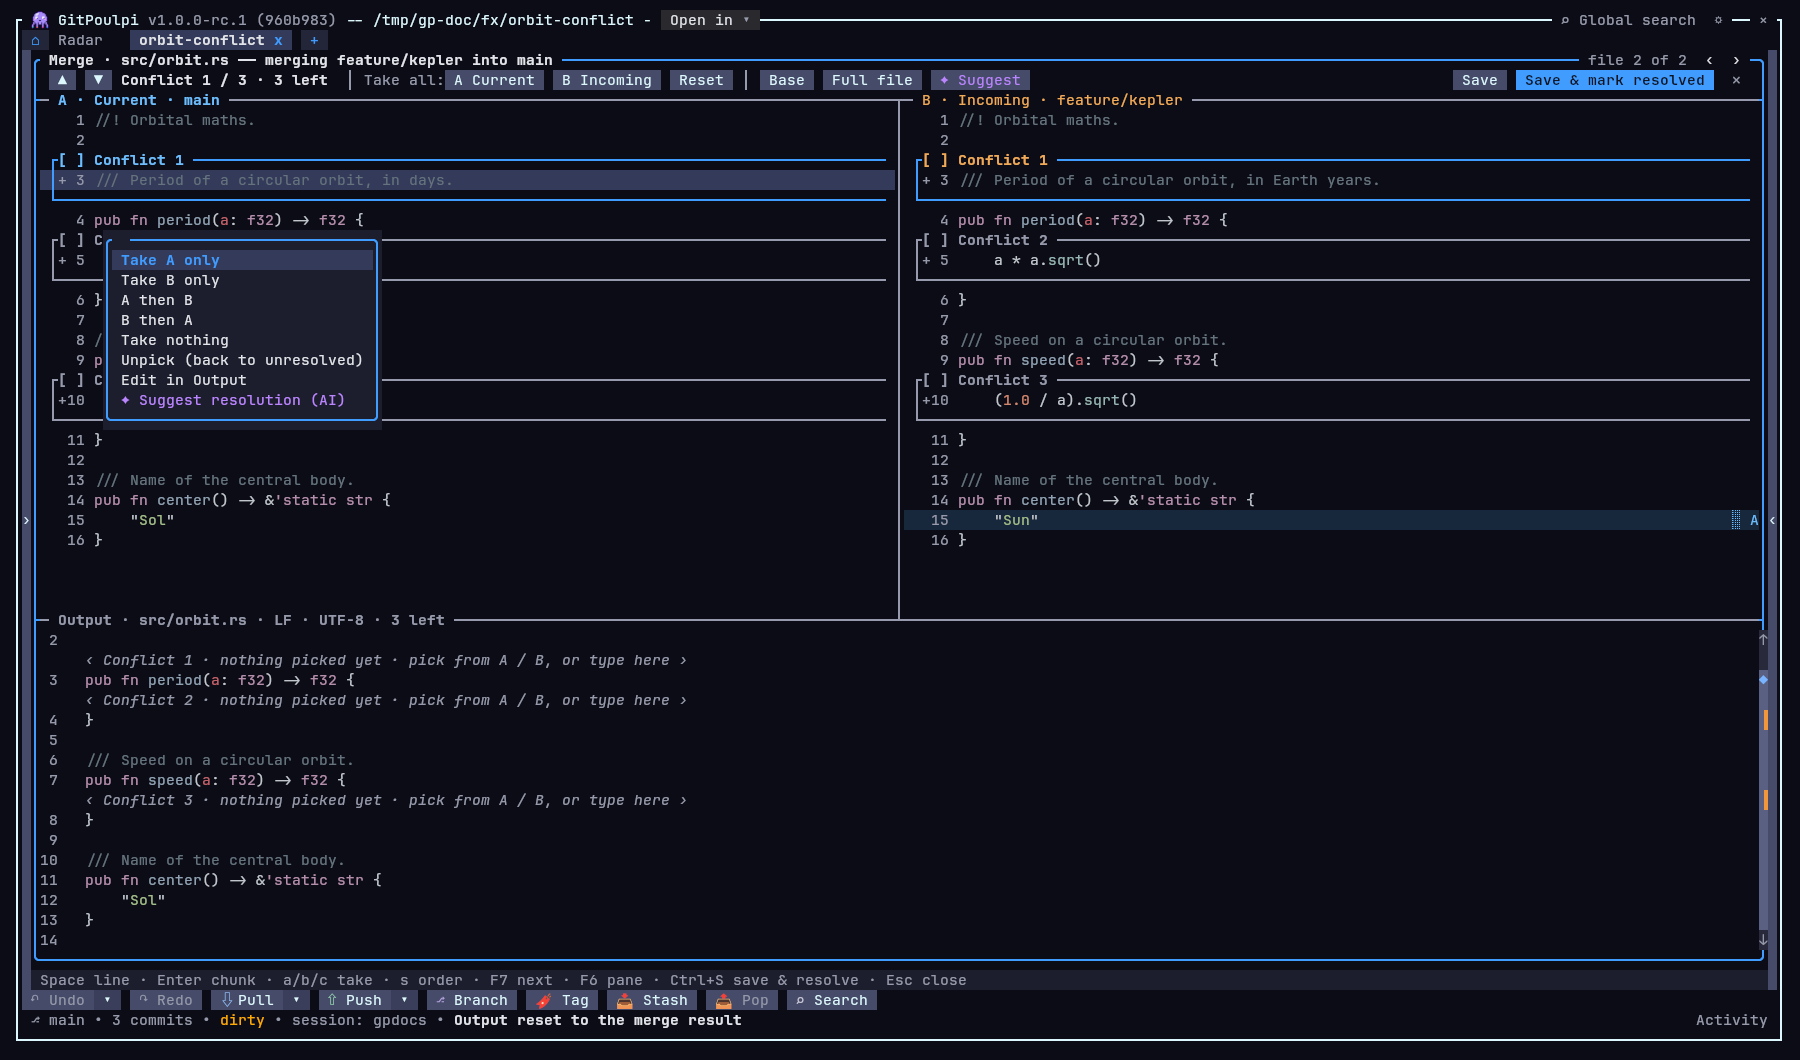 GitPoulpi v1.0.0-rc.1 (960b983) —— /tmp/gp-doc/fx/orbit-conflict - Open in ▾ ⌕ Global search ☼ ×
⌂ Radar orbit-conflict x +
Merge · src/orbit.rs —— merging feature/kepler into main file 2 of 2 ‹ ›
▲ ▼ Conflict 1 / 3 · 3 left │ Take all: A Current B Incoming Reset │ Base Full file ✦ Suggest Save Save & mark resolved ×
A · Current · main
1 //! Orbital maths.
2
[ ] Conflict 1
+ 3 /// Period of a circular orbit, in days.
4 pub fn period(a: f32) -> f32 {
[ ] C
+ 5
6 }
7
8 /
9 p
[ ] C
+10
11 }
12
13 /// Name of the central body.
14 pub fn center() -> &'static str {
15 "Sol"
16 }
Take A only
Take B only
A then B
B then A
Take nothing
Unpick (back to unresolved)
Edit in Output
✦ Suggest resolution (AI)
B · Incoming · feature/kepler
1 //! Orbital maths.
2
[ ] Conflict 1
+ 3 /// Period of a circular orbit, in Earth years.
4 pub fn period(a: f32) -> f32 {
[ ] Conflict 2
+ 5 a * a.sqrt()
6 }
7
8 /// Speed on a circular orbit.
9 pub fn speed(a: f32) -> f32 {
[ ] Conflict 3
+10 (1.0 / a).sqrt()
11 }
12
13 /// Name of the central body.
14 pub fn center() -> &'static str {
15 "Sun" A
16 }
› ‹
Output · src/orbit.rs · LF · UTF-8 · 3 left
2
‹ Conflict 1 · nothing picked yet · pick from A / B, or type here ›
3 pub fn period(a: f32) -> f32 {
‹ Conflict 2 · nothing picked yet · pick from A / B, or type here ›
4 }
5
6 /// Speed on a circular orbit.
7 pub fn speed(a: f32) -> f32 {
‹ Conflict 3 · nothing picked yet · pick from A / B, or type here ›
8 }
9
10 /// Name of the central body.
11 pub fn center() -> &'static str {
12 "Sol"
13 }
14
Space line · Enter chunk · a/b/c take · s order · F7 next · F6 pane · Ctrl+S save & resolve · Esc close
↶ Undo ▾ ↷ Redo ⇩ Pull ▾ ⇧ Push ▾ ⎇ Branch Tag Stash Pop ⌕ Search
⎇ main • 3 commits • dirty • session: gpdocs • Output reset to the merge result Activity